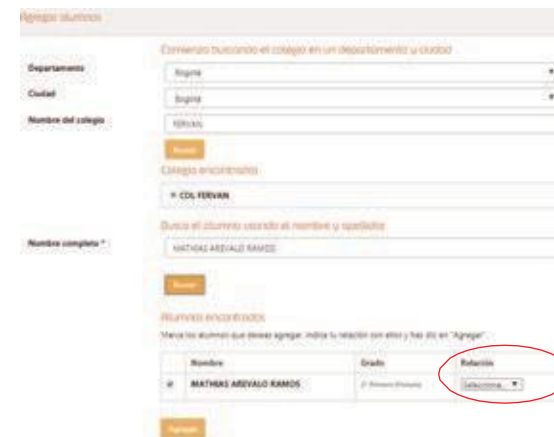 Agregar alumnos
Comienza buscando el colegio en un departamento y ciudad
Departamento
Bogotá
Ciudad
Bogotá
Nombre del colegio
FERVAN
Buscar
Colegio encontrados
COL FERVAN
Busca el alumno usando el nombre y apellidos
Nombre completo *
MATHIAS AREVALO RAMOS
Buscar
Alumnos encontrados
Marca los alumnos que deseas agregar, indica tu relación con ellos y haz clic en "Agregar"
Nombre Grado Relación
MATHIAS AREVALO RAMOS Primero Primaria Selecciona...
Agregar